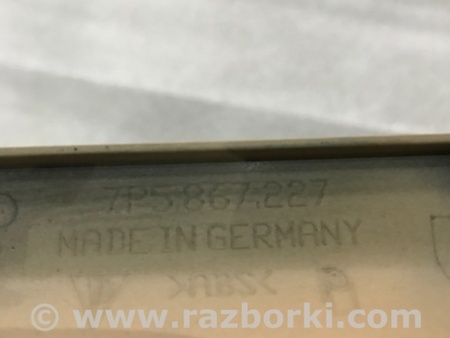 7P5.867.227
MADE IN GERMANY
>ABS<
www.razborki.com